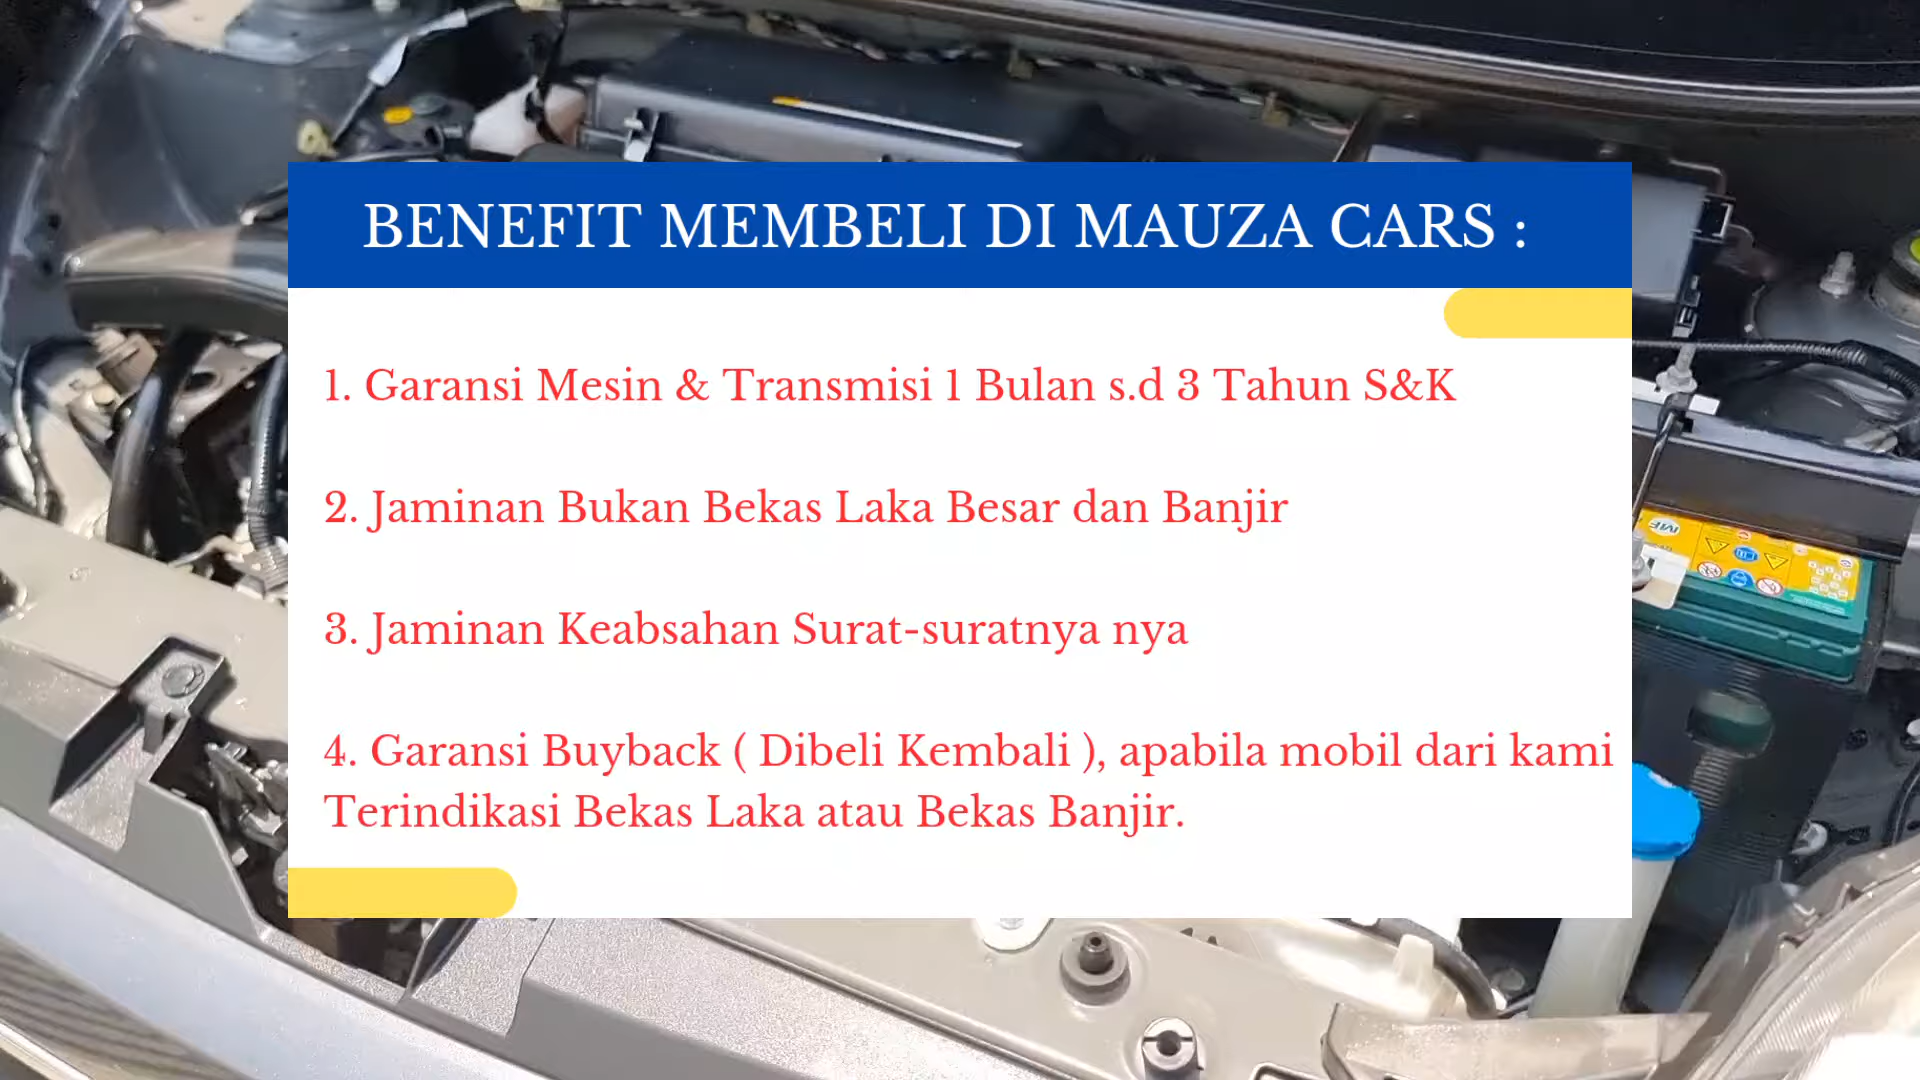 BENEFIT MEMBELI DI MAUZA CARS :
1. Garansi Mesin & Transmisi 1 Bulan s.d 3 Tahun S&K
2. Jaminan Bukan Bekas Laka Besar dan Banjir
3. Jaminan Keabsahan Surat-suratnya nya
4. Garansi Buyback ( Dibeli Kembali ), apabila mobil dari kami
Terindikasi Bekas Laka atau Bekas Banjir.
MF